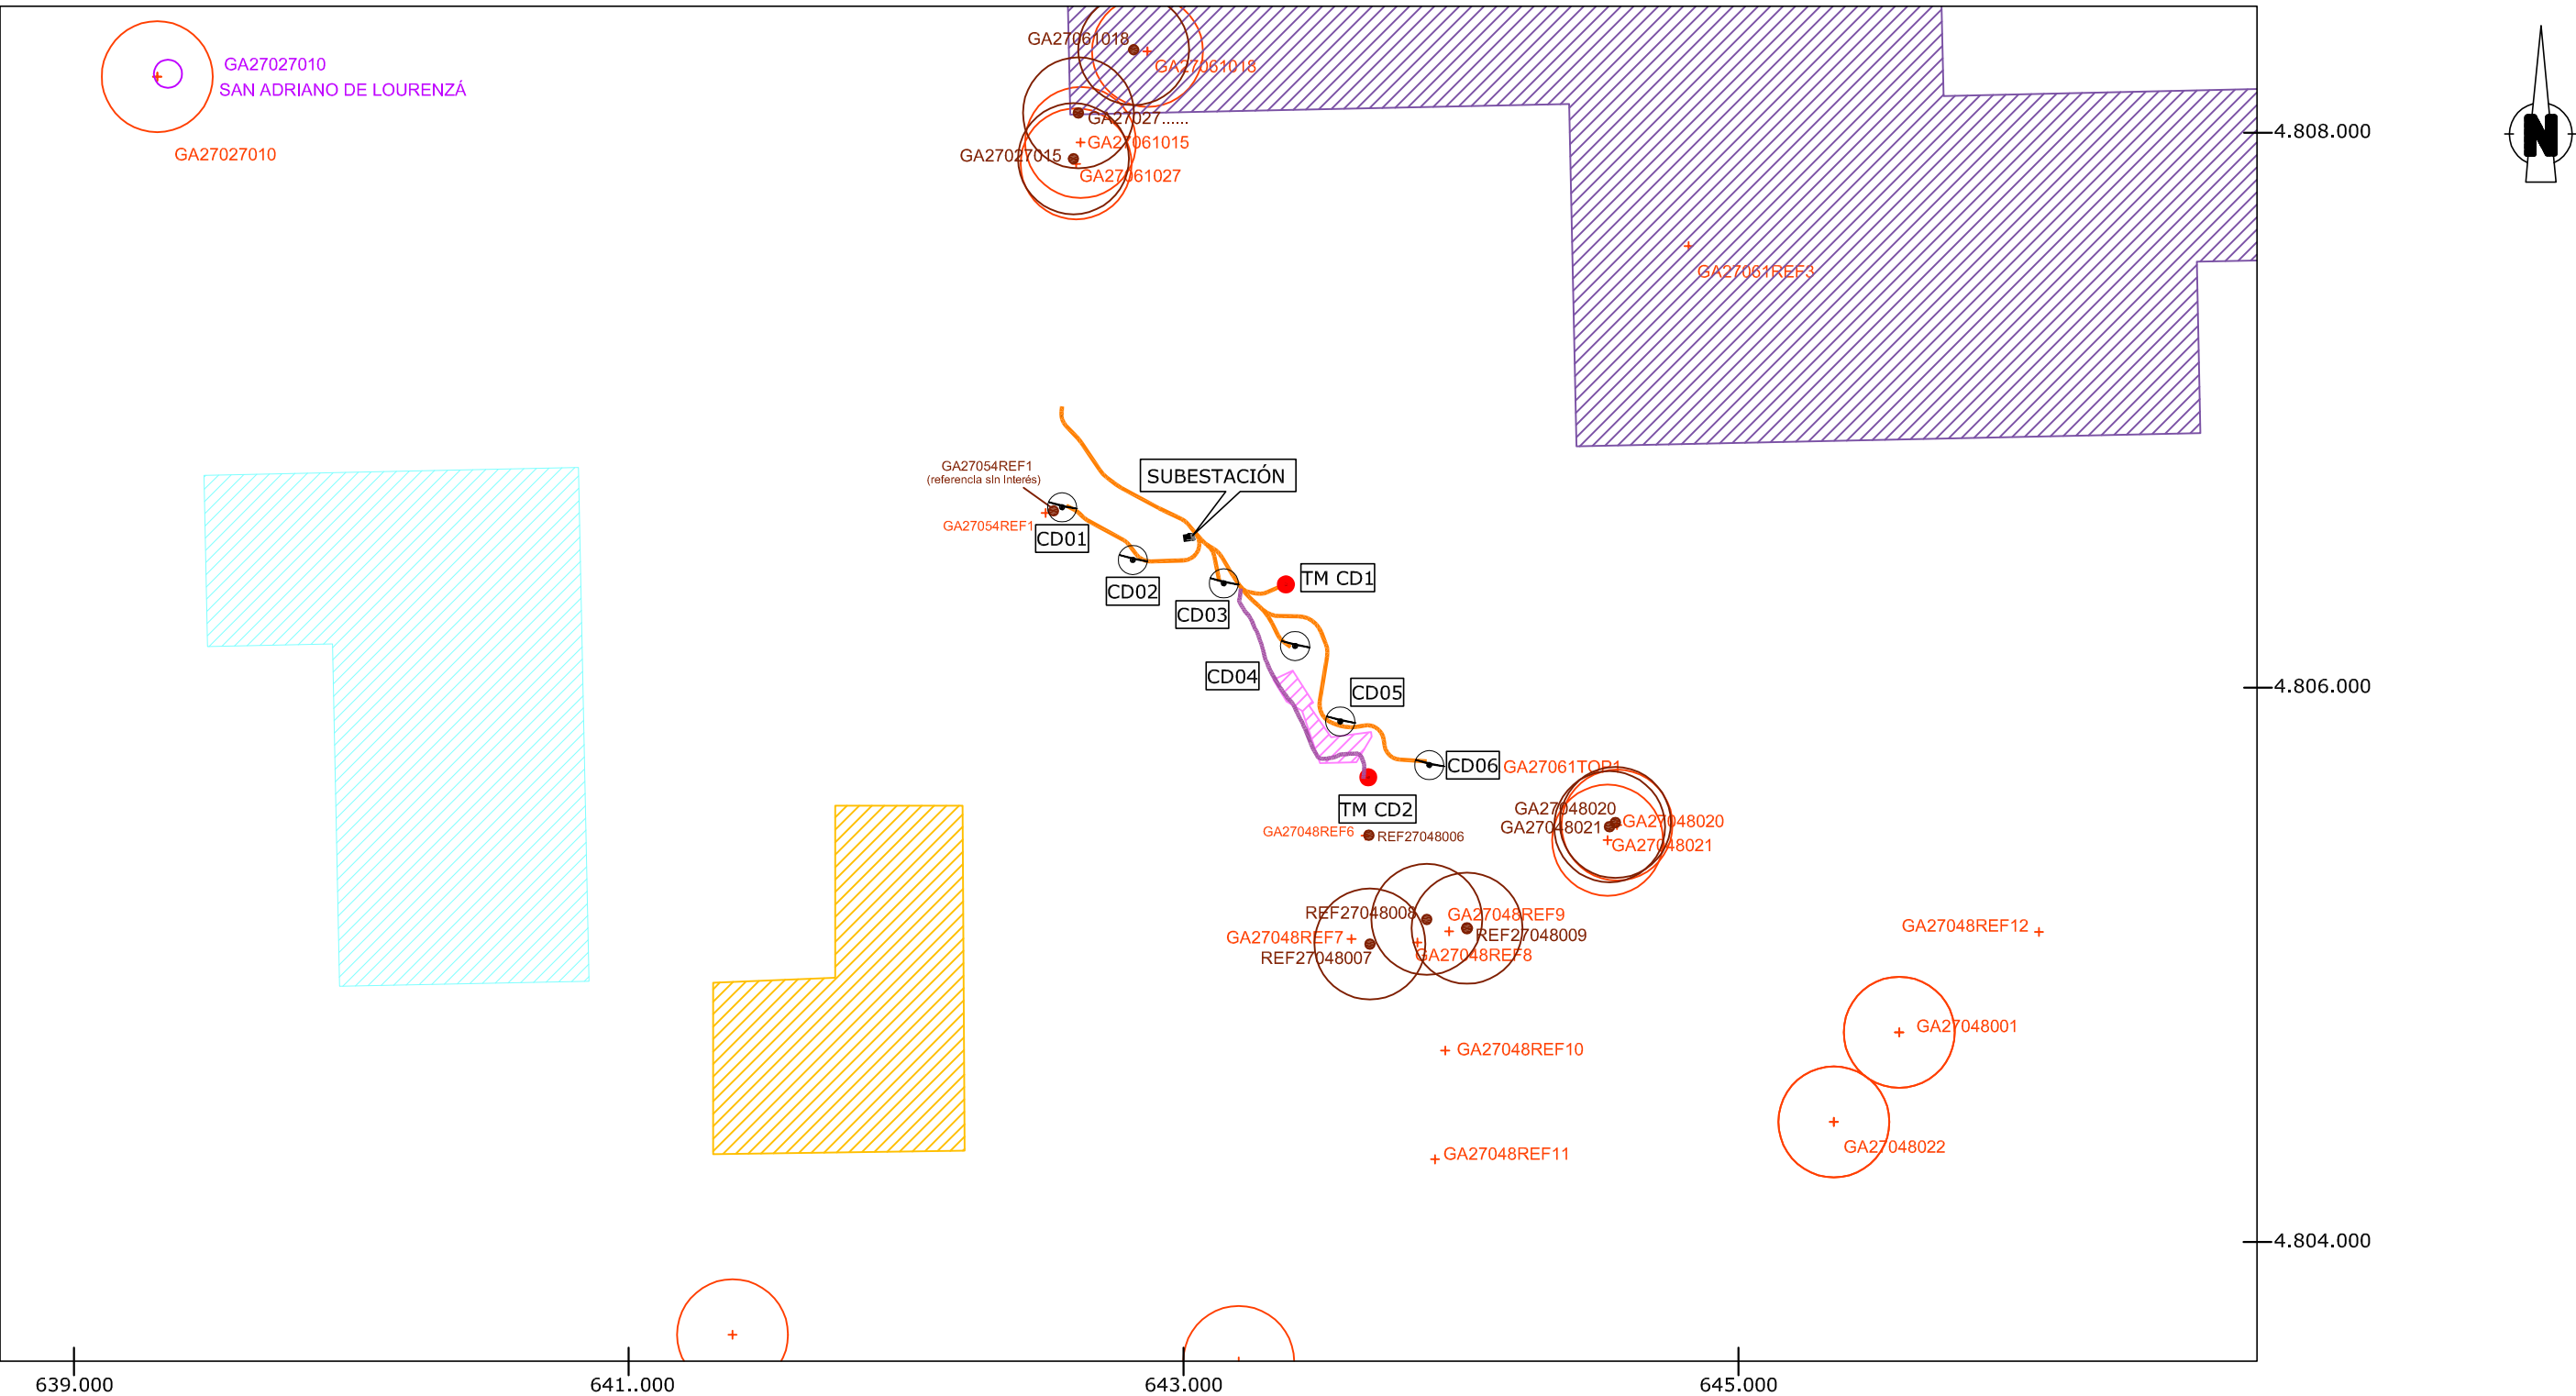 GA27061018
GA27027010
GA27061018
SAN ADRIANO DE LOURENZÁ
GA27027......
4.808.000
N
GA27061015
GA27027010
GA27027015
GA27061027
GA27061REF3
GA27054REF1
(referencia sin Interés)
SUBESTACIÓN
GA27054REF1
CD01
TM CD1
CD02
CD03
CD04
4.806.000
CD05
CD06
GA27061TOP1
TM CD2
GA27048020
GA27048020
GA27048021
GA27048REF6
REF27048006
GA27048021
REF27048008
GA27048REF9
GA27048REF12
GA27048REF7
REF27048009
REF27048007
GA27048REF8
GA27048001
GA27048REF10
GA27048022
GA27048REF11
4.804.000
639.000
641..000
643.000
645.000